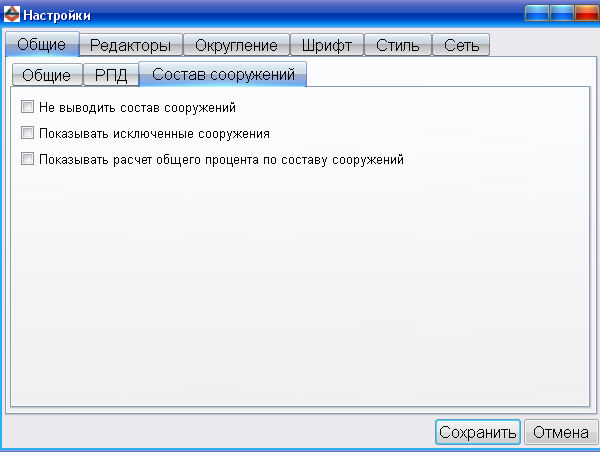 Настройки
Общие Редакторы Округление Шрифт Стиль Сеть
Общие РПД Состав сооружений
Не выводить состав сооружений
Показывать исключенные сооружения
Показывать расчет общего процента по составу сооружений
Сохранить Отмена